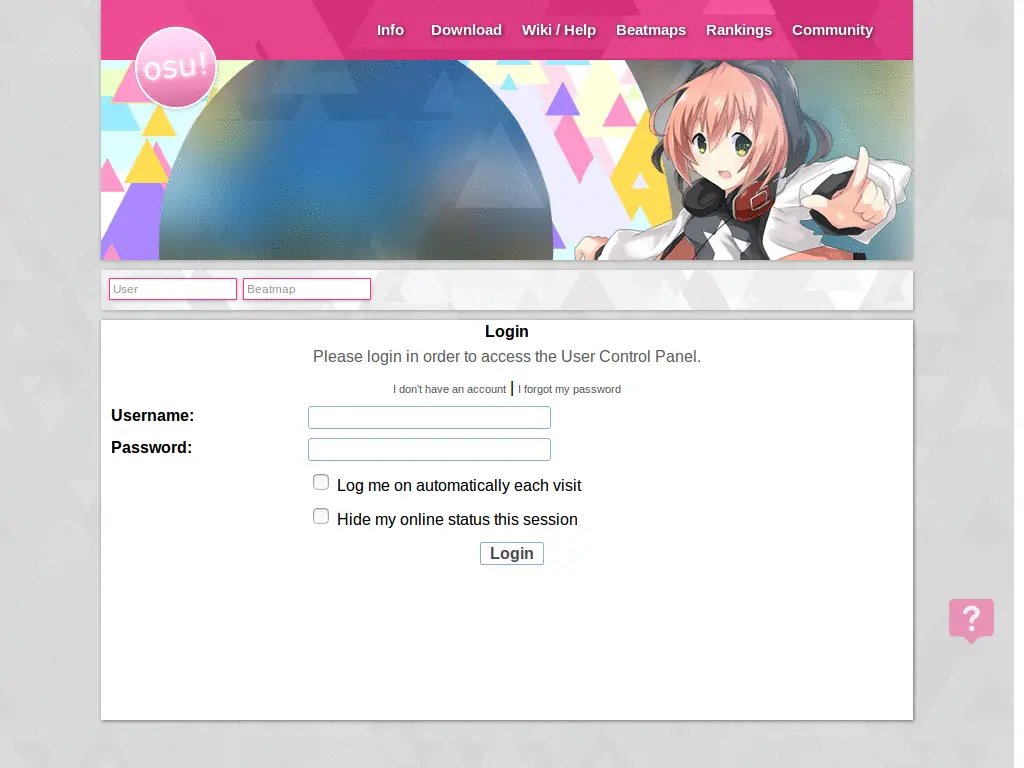 Info Download Wiki / Help Beatmaps Rankings Community
osu!
User Beatmap
Login
Please login in order to access the User Control Panel.
I don't have an account | I forgot my password
Username:
Password:
Log me on automatically each visit
Hide my online status this session
Login
?